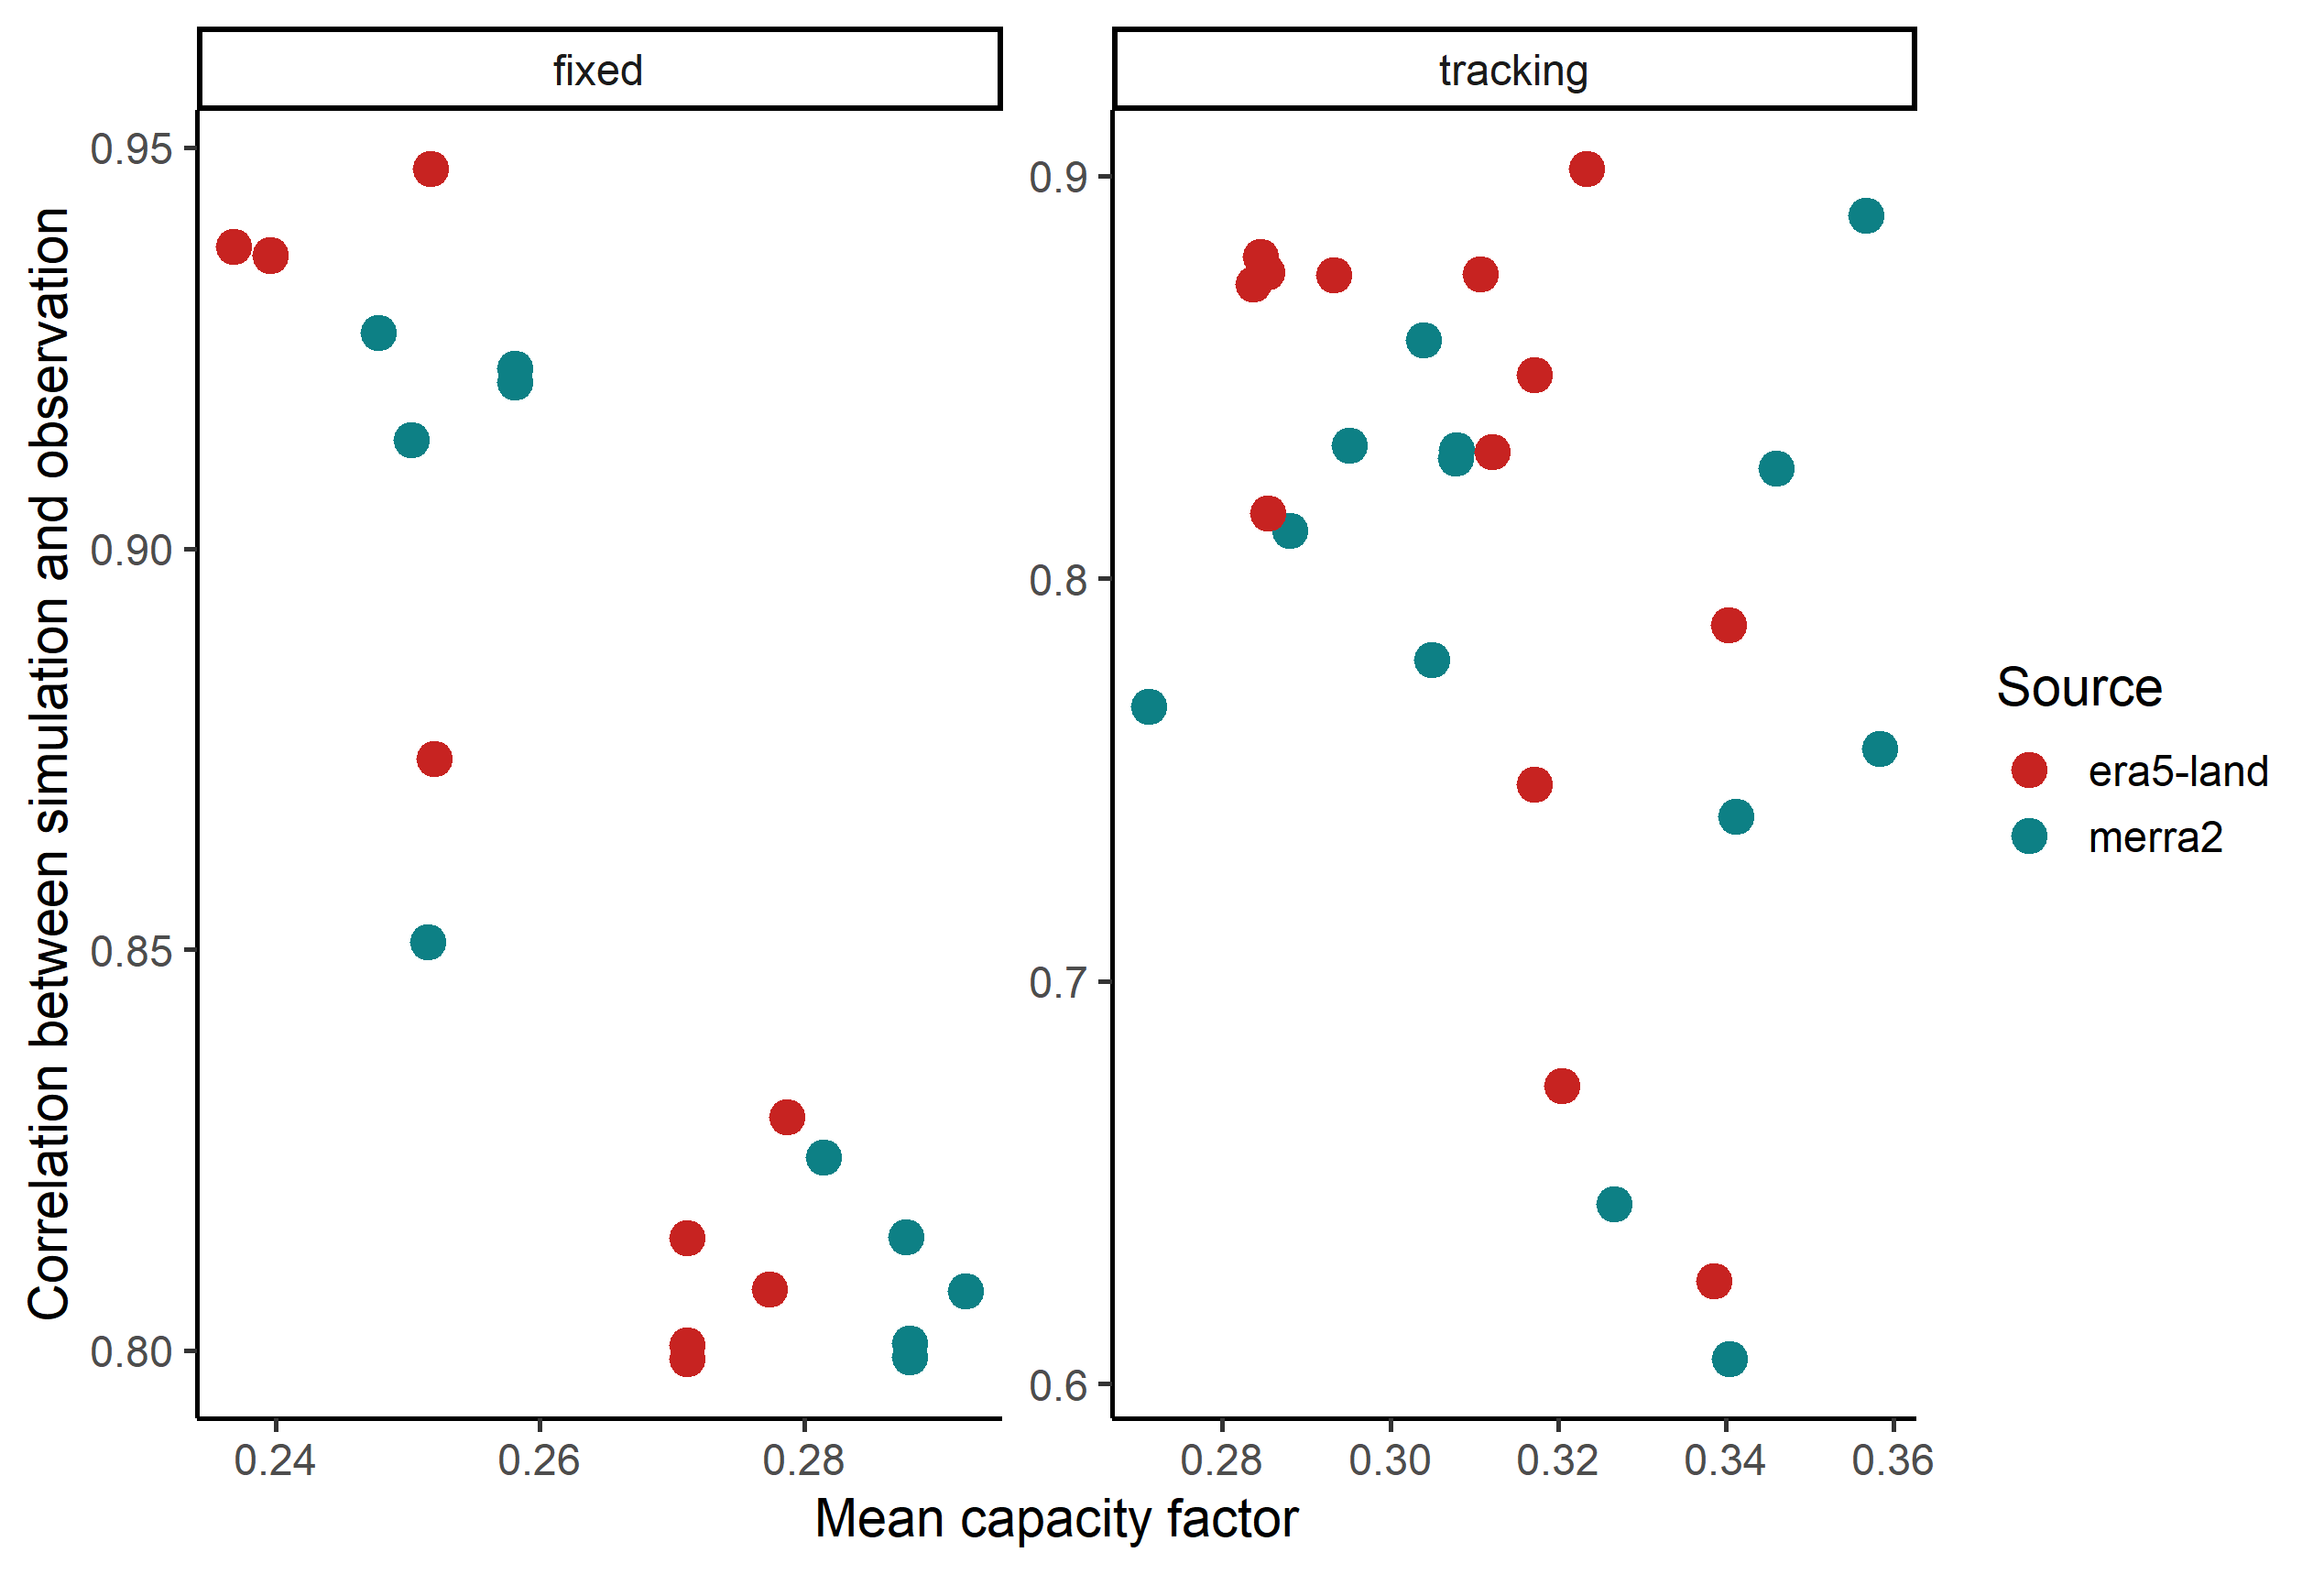 fixed
tracking
Correlation between simulation and observation
0.95
0.90
0.85
0.80
0.9
0.8
0.7
0.6
0.24
0.26
0.28
0.28
0.30
0.32
0.34
0.36
Mean capacity factor
Source
era5-land
merra2